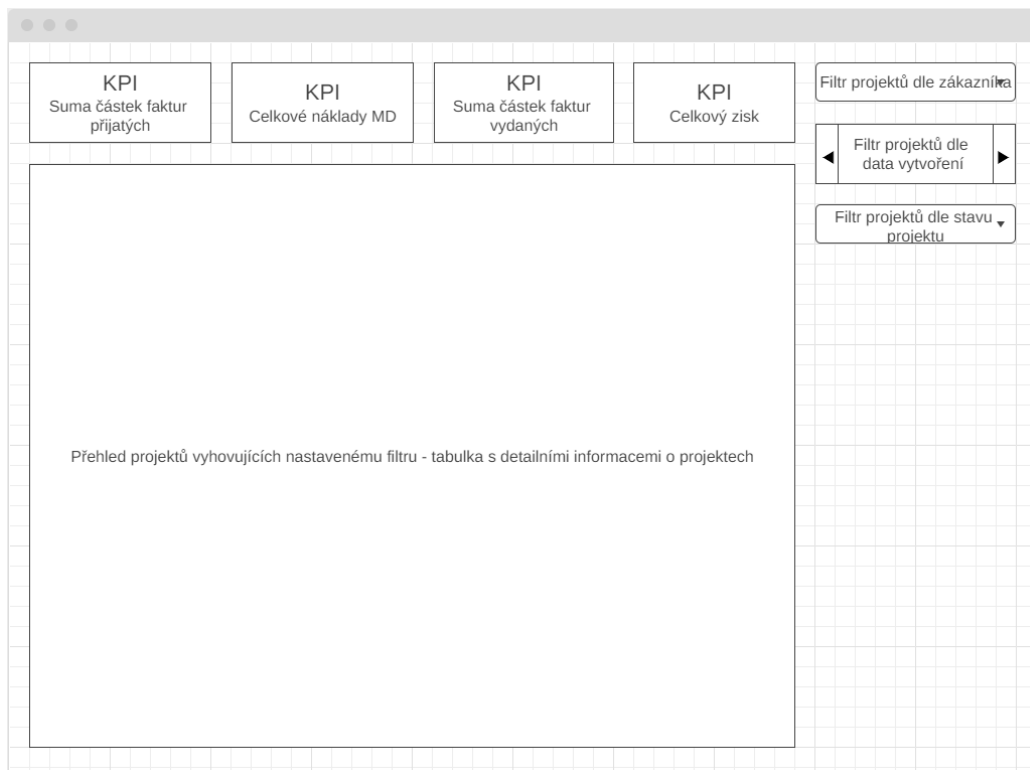 KPI
Suma částek faktur
přijatých
KPI
Celkové náklady MD
KPI
Suma částek faktur
vydaných
KPI
Celkový zisk
Filtr projektů dle zákazníka
Filtr projektů dle
data vytvoření
Filtr projektů dle stavu
projektu
Přehled projektů vyhovujících nastavenému filtru - tabulka s detailními informacemi o projektech